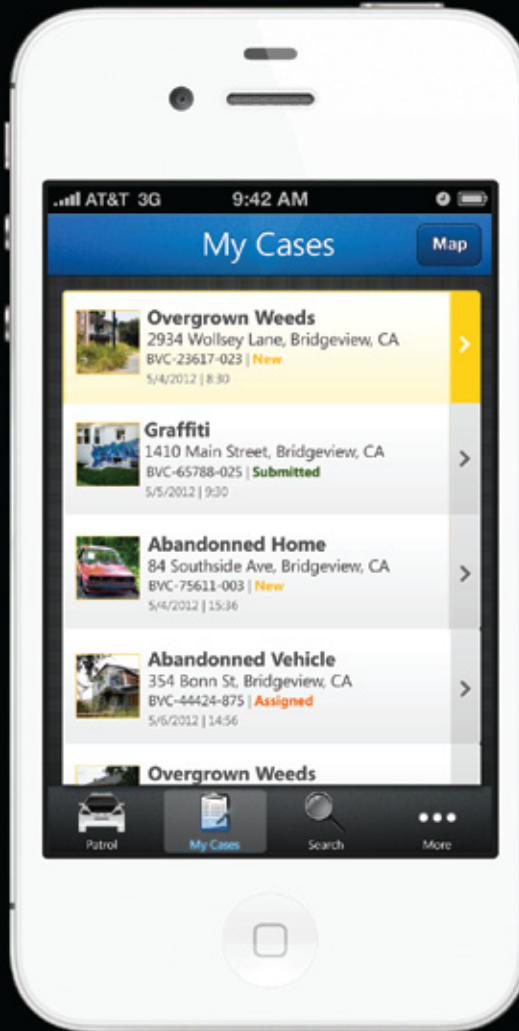 AT&T 3G 9:42 AM
My Cases Map
Overgrown Weeds
2934 Wollsey Lane, Bridgeview, CA
BVC-23617-023 | New
5/4/2012 | 8:30
Graffiti
1410 Main Street, Bridgeview, CA
BVC-65788-025 | Submitted
5/5/2012 | 9:30
Abandonned Home
84 Southside Ave, Bridgeview, CA
BVC-75611-003 | New
5/4/2012 | 15:36
Abandonned Vehicle
354 Bonn St, Bridgeview, CA
BVC-44424-875 | Assigned
5/6/2012 | 14:56
Overgrown Weeds
Patrol My Cases Search More